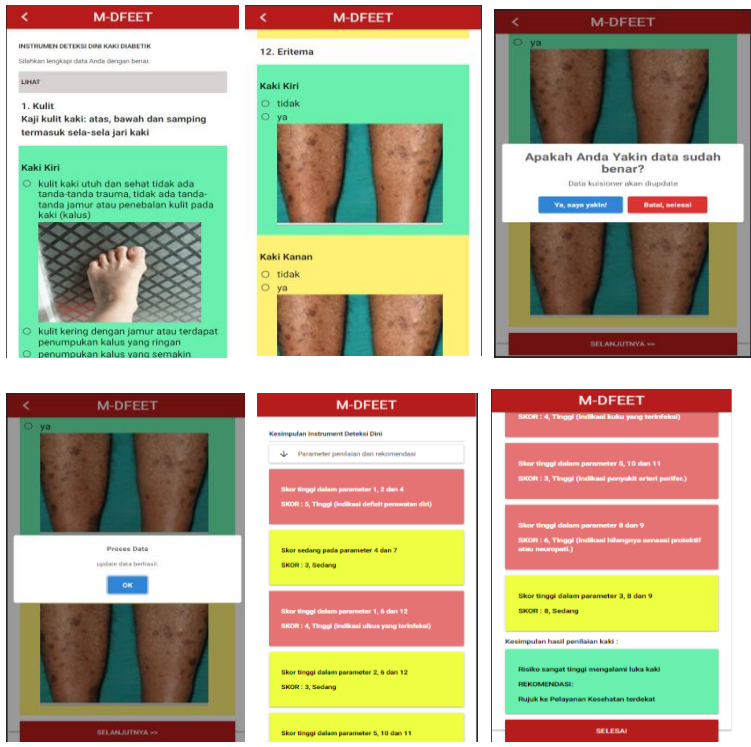 M-DFEET
INSTRUMEN DETEKSI DINI KAKI DIABETIK
Silahkan lengkapi data Anda dengan benar.
LIHAT
1. Kulit
Kaji kulit kaki: atas, bawah dan samping
termasuk sela-sela jari kaki
Kaki Kiri
kulit kaki utuh dan sehat tidak ada
tanda-tanda trauma, tidak ada tanda-
tanda jamur atau penebalan kulit pada
kaki (kalus)
kulit kering dengan jamur atau terdapat
penumpukan kalus yang ringan
penumpukan kalus yang semakin
M-DFEET
12. Eritema
Kaki Kiri
tidak
ya
Kaki Kanan
tidak
ya
M-DFEET
ya
Apakah Anda Yakin data sudah
benar?
Data kuisioner akan diupdate
Ya, saya yakin!
Batal, selesai
SELANJUTNYA >>
M-DFEET
ya
Proses Data
update data berhasil
OK
SELANJUTNYA >>
M-DFEET
Kesimpulan Instrument Deteksi Dini
Parameter penilaian dan rekomendasi
Skor tinggi dalam parameter 1, 2 dan 4
SKOR : 5, Tinggi (indikasi defisit perawatan diri)
Skor sedang pada parameter 4 dan 7
SKOR : 3, Sedang
Skor tinggi dalam parameter 1, 6 dan 12
SKOR : 4, Tinggi (indikasi ulkus yang terinfeksi)
Skor tinggi dalam parameter 2, 6 dan 12
SKOR : 3, Sedang
Skor tinggi dalam parameter 5, 10 dan 11
M-DFEET
SKOR : 4, Tinggi (indikasi kuku yang terinfeksi)
Skor tinggi dalam parameter 5, 10 dan 11
SKOR : 3, Tinggi (indikasi penyakit arteri perifer.)
Skor tinggi dalam parameter 8 dan 9
SKOR : 6, Tinggi (indikasi hilangnya sensasi protektif
atau neuropati.)
Skor tinggi dalam parameter 3, 8 dan 9
SKOR : 8, Sedang
Kesimpulan hasil penilaian kaki :
Risiko sangat tinggi mengalami luka kaki
REKOMENDASI:
Rujuk ke Pelayanan Kesehatan terdekat
SELESAI